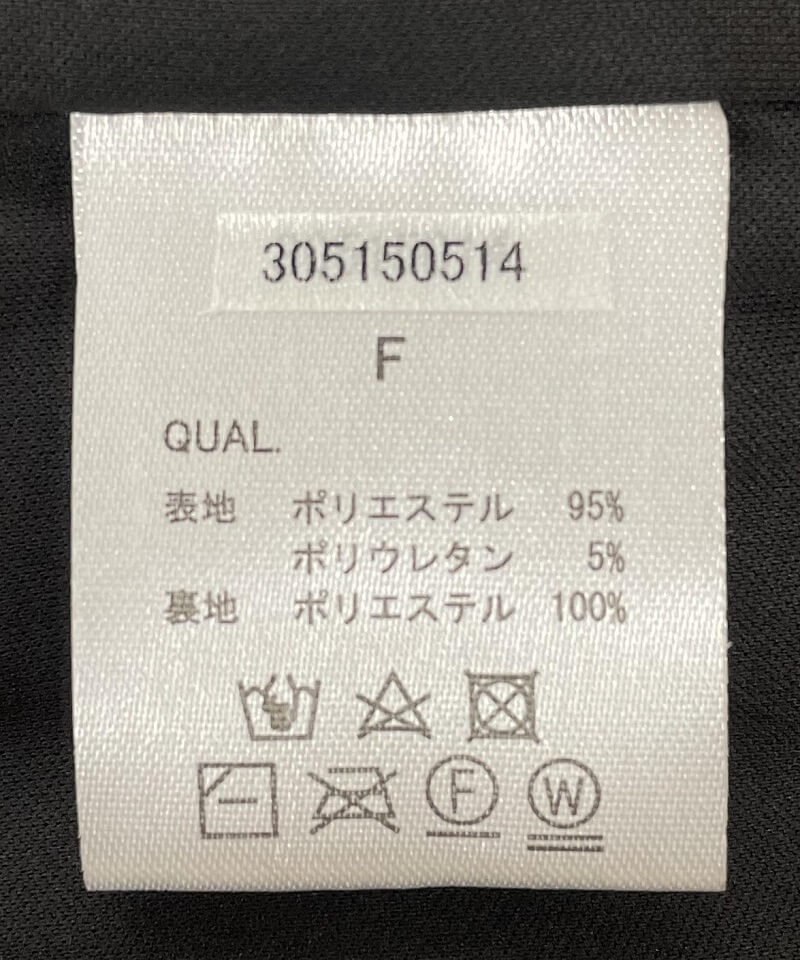 305150514
F
QUAL.
表地 ポリエステル 95%
ポリウレタン 5%
裏地 ポリエステル 100%
F W